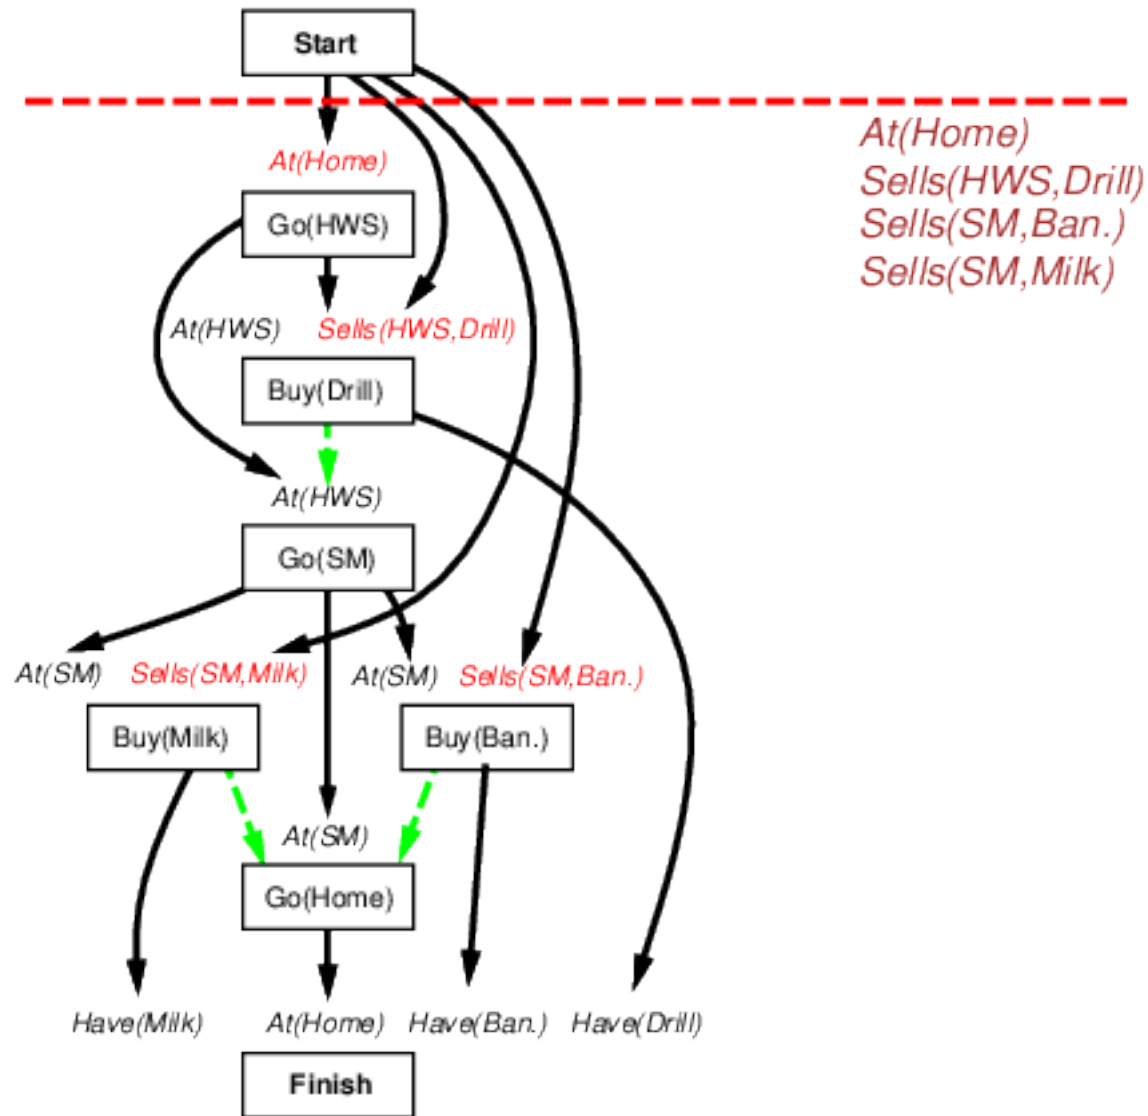 Start
At(Home)
Sells(HWS,Drill)
Sells(SM,Ban.)
Sells(SM,Milk)
At(Home)
Go(HWS)
At(HWS) Sells(HWS,Drill)
Buy(Drill)
At(HWS)
Go(SM)
At(SM) Sells(SM,Milk) At(SM) Sells(SM,Ban.)
Buy(Milk) Buy(Ban.)
At(SM)
Go(Home)
Have(Milk) At(Home) Have(Ban.) Have(Drill)
Finish